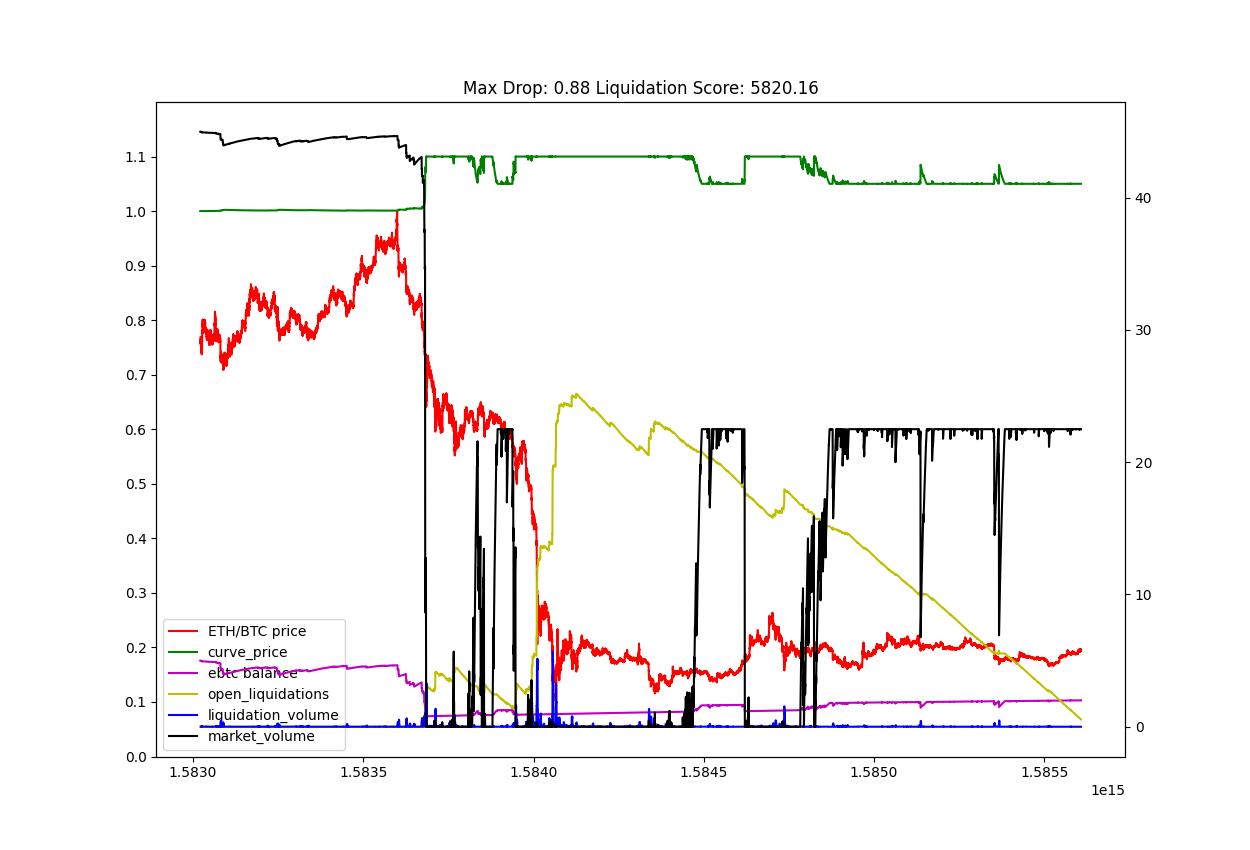 Max Drop: 0.88 Liquidation Score: 5820.16
1.1
1.0
0.9
0.8
0.7
0.6
0.5
0.4
0.3
0.2
0.1
0.0
40
30
20
10
0
ETH/BTC price
curve_price
ebtc balance
open_liquidations
liquidation_volume
market_volume
1.5830 1.5835 1.5840 1.5845 1.5850 1.5855
1e15